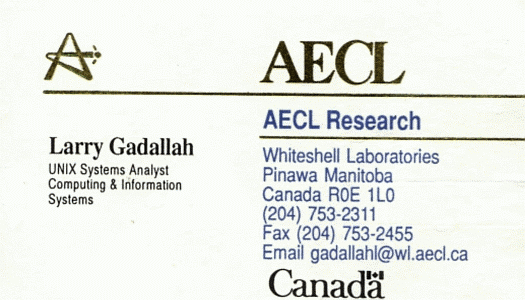 AECL
AECL Research
Larry Gadallah
UNIX Systems Analyst
Computing & Information
Systems
Whiteshell Laboratories
Pinawa Manitoba
Canada R0E 1L0
(204) 753-2311
Fax (204) 753-2455
Email gadallahl@wl.aecl.ca
Canada